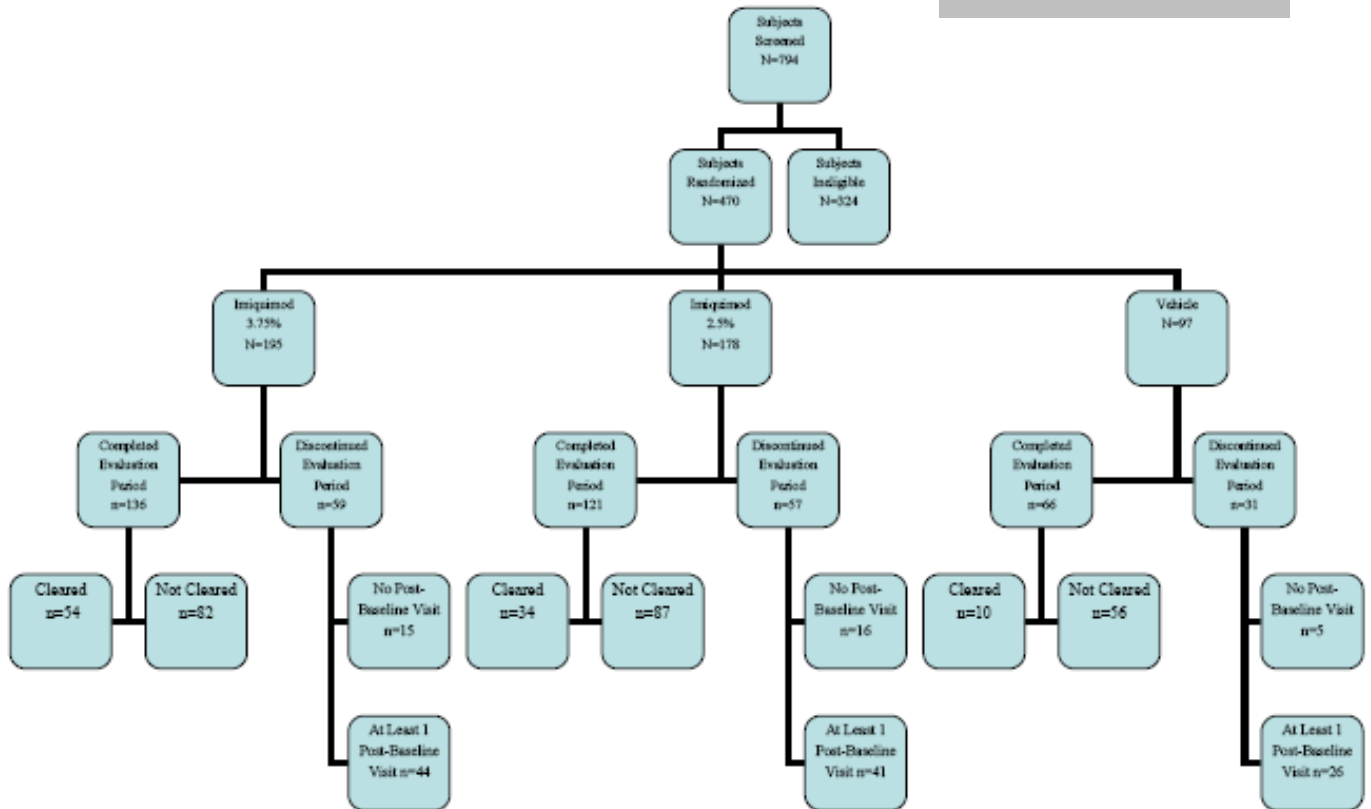 Subjects
Screened
N=794
Subjects
Randomized
N=470
Subjects
Ineligible
N=324
Imiquimod
3.75%
N=195
Imiquimod
2.5%
N=178
Vehicle
N=97
Completed
Evaluation
Period
n=136
Discontinued
Evaluation
Period
n=59
Completed
Evaluation
Period
n=121
Discontinued
Evaluation
Period
n=57
Completed
Evaluation
Period
n=66
Discontinued
Evaluation
Period
n=31
Cleared
n=54
Not Cleared
n=82
No Post-
Baseline Visit
n=15
Cleared
n=34
Not Cleared
n=87
No Post-
Baseline Visit
n=16
Cleared
n=10
Not Cleared
n=56
No Post-
Baseline Visit
n=5
At Least 1
Post-Baseline
Visit n=44
At Least 1
Post-Baseline
Visit n=41
At Least 1
Post-Baseline
Visit n=26